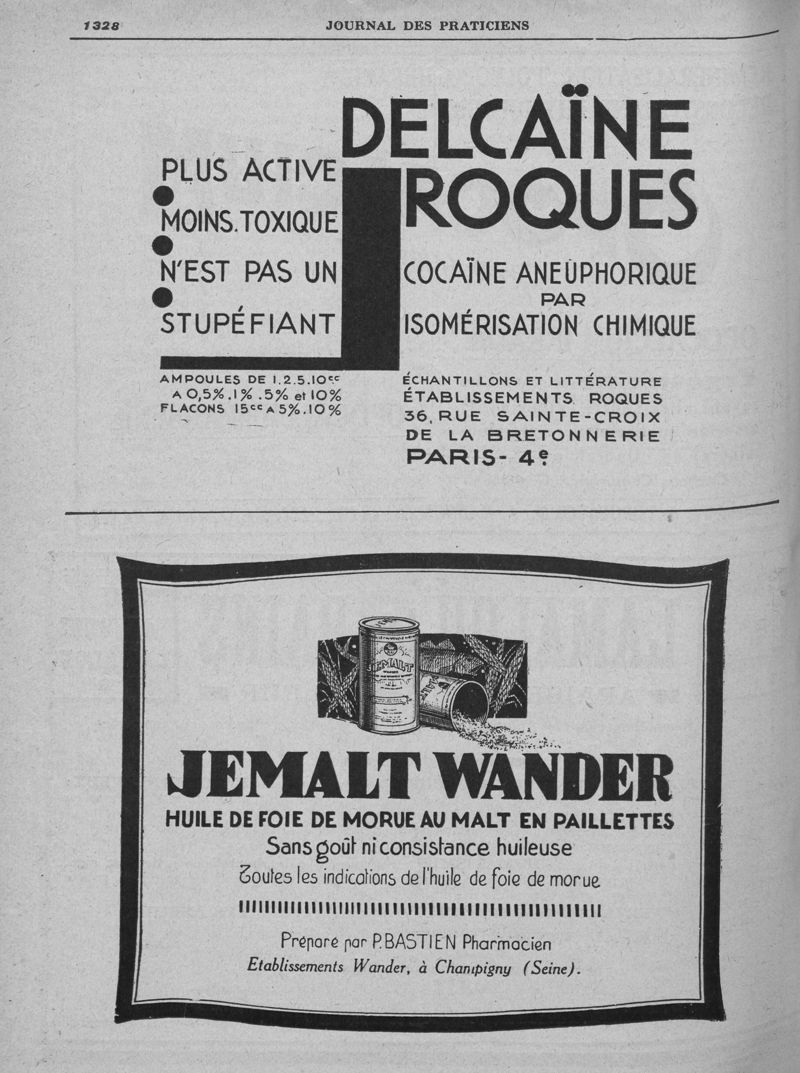 1328
JOURNAL DES PRATICIENS
DELCAÏNE
ROQUES
PLUS ACTIVE
MOINS.TOXIQUE
N'EST PAS UN
STUPÉFIANT
COCAÏNE ANEUPHORIQUE
PAR
ISOMÉRISATION CHIMIQUE
AMPOULES DE 1.2.5.10cc
A 0,5%.1% .5% et 10%
FLACONS 15cc A 5%.10%
ÉCHANTILLONS ET LITTÉRATURE
ÉTABLISSEMENTS ROQUES
36, RUE SAINTE-CROIX
DE LA BRETONNERIE
PARIS- 4e.
JEMALT
WANDER
JEMALT WANDER
HUILE DE FOIE DE MORUE AU MALT EN PAILLETTES
Sans goût ni consistance huileuse
Toutes les indications de l'huile de foie de morue
Préparé par P.BASTIEN Pharmacien
Etablissements Wander, à Champigny (Seine).